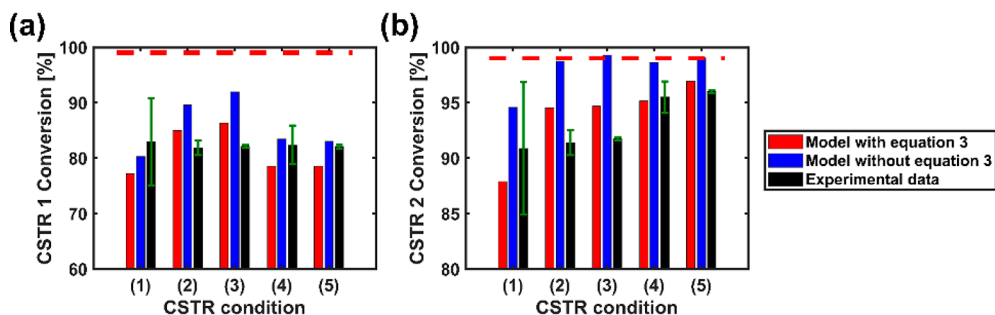 (a)
CSTR 1 Conversion [%]
100
90
80
70
60
(1) (2) (3) (4) (5)
CSTR condition
(b)
CSTR 2 Conversion [%]
100
95
90
85
80
(1) (2) (3) (4) (5)
CSTR condition
Model with equation 3
Model without equation 3
Experimental data